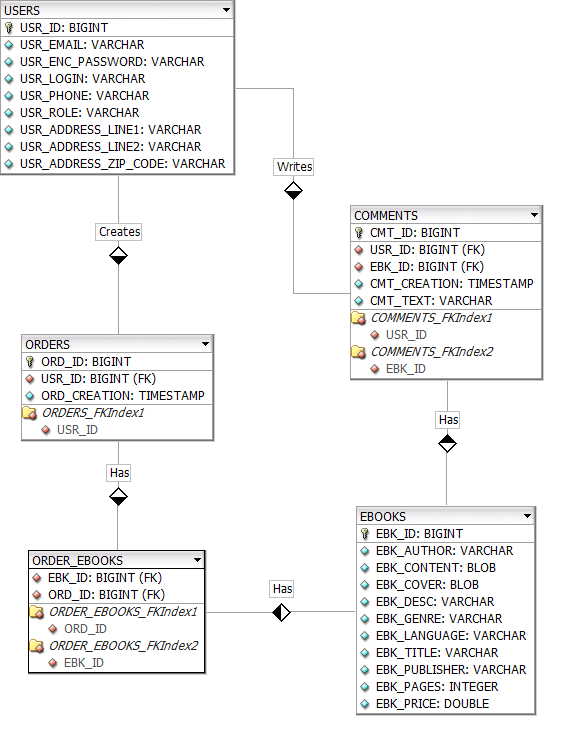 USERS
USR_ID: BIGINT
USR_EMAIL: VARCHAR
USR_ENC_PASSWORD: VARCHAR
USR_LOGIN: VARCHAR
USR_PHONE: VARCHAR
USR_ROLE: VARCHAR
USR_ADDRESS_LINE1: VARCHAR
USR_ADDRESS_LINE2: VARCHAR
USR_ADDRESS_ZIP_CODE: VARCHAR
Writes
Creates
COMMENTS
CMT_ID: BIGINT
USR_ID: BIGINT (FK)
EBK_ID: BIGINT (FK)
CMT_CREATION: TIMESTAMP
CMT_TEXT: VARCHAR
COMMENTS_FKIndex1
USR_ID
COMMENTS_FKIndex2
EBK_ID
ORDERS
ORD_ID: BIGINT
USR_ID: BIGINT (FK)
ORD_CREATION: TIMESTAMP
ORDERS_FKIndex1
USR_ID
Has
Has
ORDER_EBOOKS
EBK_ID: BIGINT (FK)
ORD_ID: BIGINT (FK)
ORDER_EBOOKS_FKIndex1
ORD_ID
ORDER_EBOOKS_FKIndex2
EBK_ID
Has
EBOOKS
EBK_ID: BIGINT
EBK_AUTHOR: VARCHAR
EBK_CONTENT: BLOB
EBK_COVER: BLOB
EBK_DESC: VARCHAR
EBK_GENRE: VARCHAR
EBK_LANGUAGE: VARCHAR
EBK_TITLE: VARCHAR
EBK_PUBLISHER: VARCHAR
EBK_PAGES: INTEGER
EBK_PRICE: DOUBLE